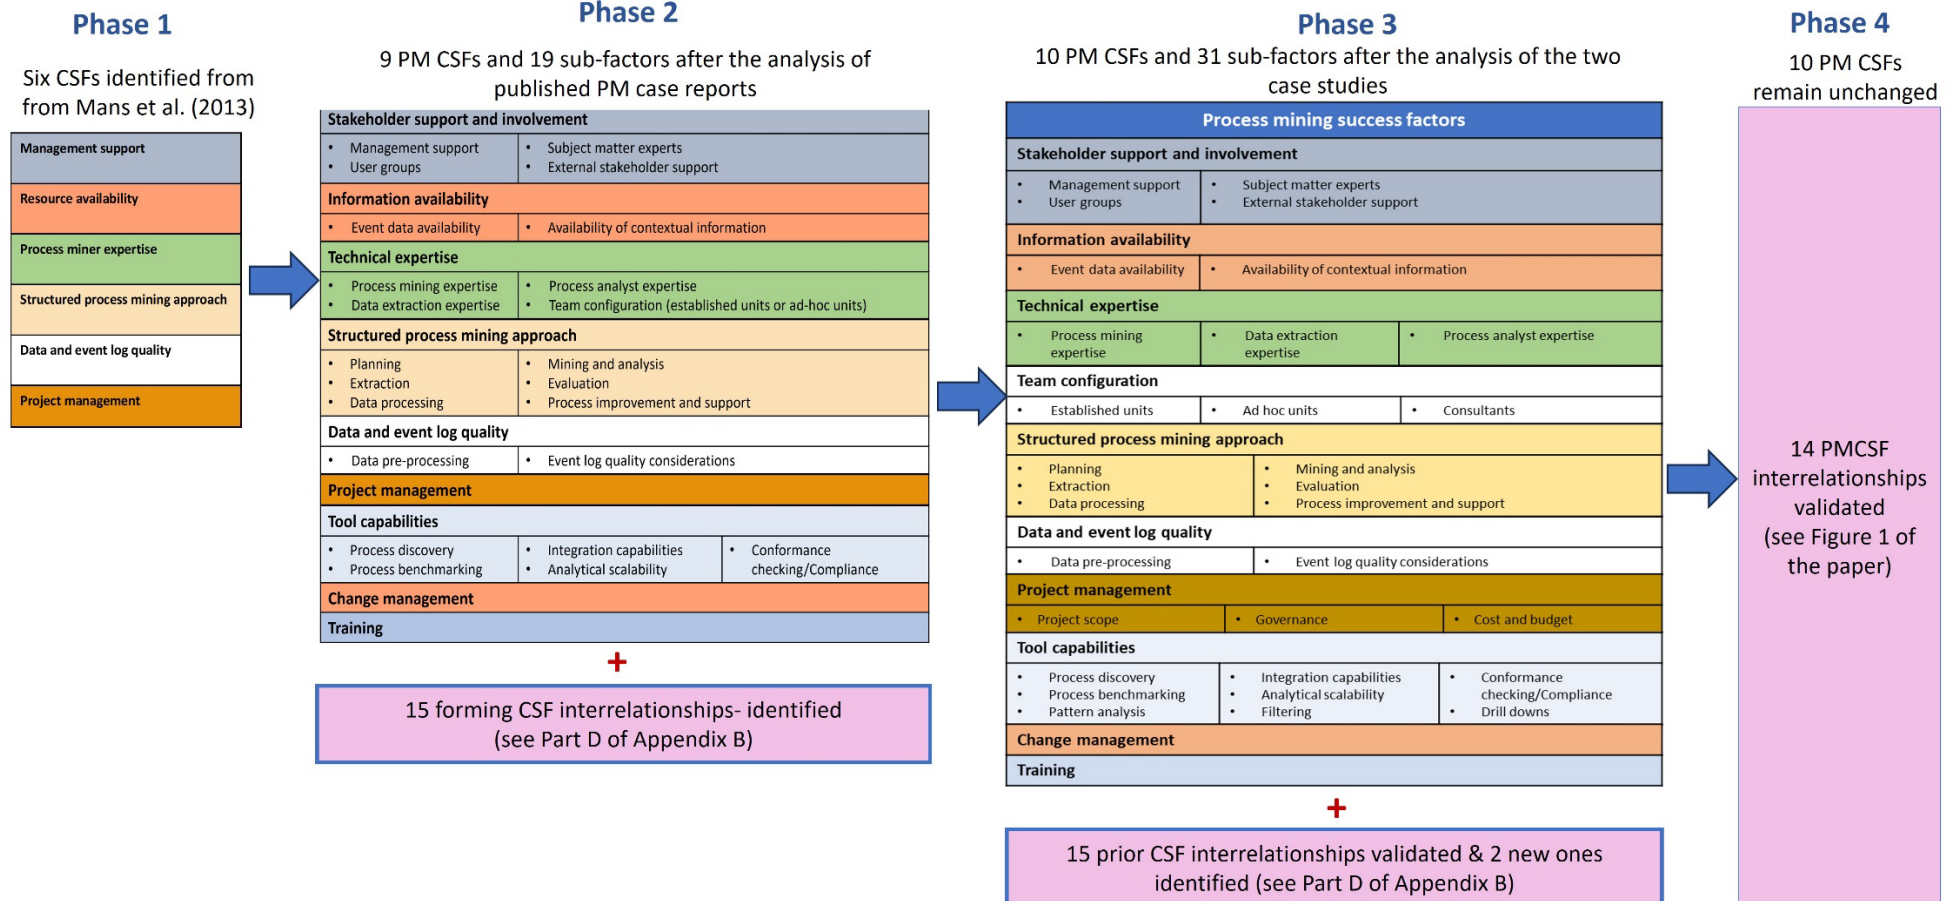 Phase 1
Six CSFs identified from
from Mans et al. (2013)
Management support
Resource availability
Process miner expertise
Structured process mining approach
Data and event log quality
Project management
Phase 2
9 PM CSFs and 19 sub-factors after the analysis of
published PM case reports
Stakeholder support and involvement
• Management support
• User groups
• Subject matter experts
• External stakeholder support
Information availability
• Event data availability
• Availability of contextual information
Technical expertise
• Process mining expertise
• Data extraction expertise
• Process analyst expertise
• Team configuration (established units or ad-hoc units)
Structured process mining approach
• Planning
• Extraction
• Data processing
• Mining and analysis
• Evaluation
• Process improvement and support
Data and event log quality
• Data pre-processing
• Event log quality considerations
Project management
Tool capabilities
• Process discovery
• Process benchmarking
• Integration capabilities
• Analytical scalability
• Conformance
checking/Compliance
Change management
Training
+
15 forming CSF interrelationships- identified
(see Part D of Appendix B)
Phase 3
10 PM CSFs and 31 sub-factors after the analysis of the two
case studies
Process mining success factors
Stakeholder support and involvement
• Management support
• User groups
• Subject matter experts
• External stakeholder support
Information availability
• Event data availability
• Availability of contextual information
Technical expertise
• Process mining
expertise
• Data extraction
expertise
• Process analyst expertise
Team configuration
• Established units
• Ad hoc units
• Consultants
Structured process mining approach
• Planning
• Extraction
• Data processing
• Mining and analysis
• Evaluation
• Process improvement and support
Data and event log quality
• Data pre-processing
• Event log quality considerations
Project management
• Project scope
• Governance
• Cost and budget
Tool capabilities
• Process discovery
• Process benchmarking
• Pattern analysis
• Integration capabilities
• Analytical scalability
• Filtering
• Conformance
checking/Compliance
• Drill downs
Change management
Training
+
15 prior CSF interrelationships validated & 2 new ones
identified (see Part D of Appendix B)
Phase 4
10 PM CSFs
remain unchanged
14 PMCSF
interrelationships
validated
(see Figure 1 of
the paper)